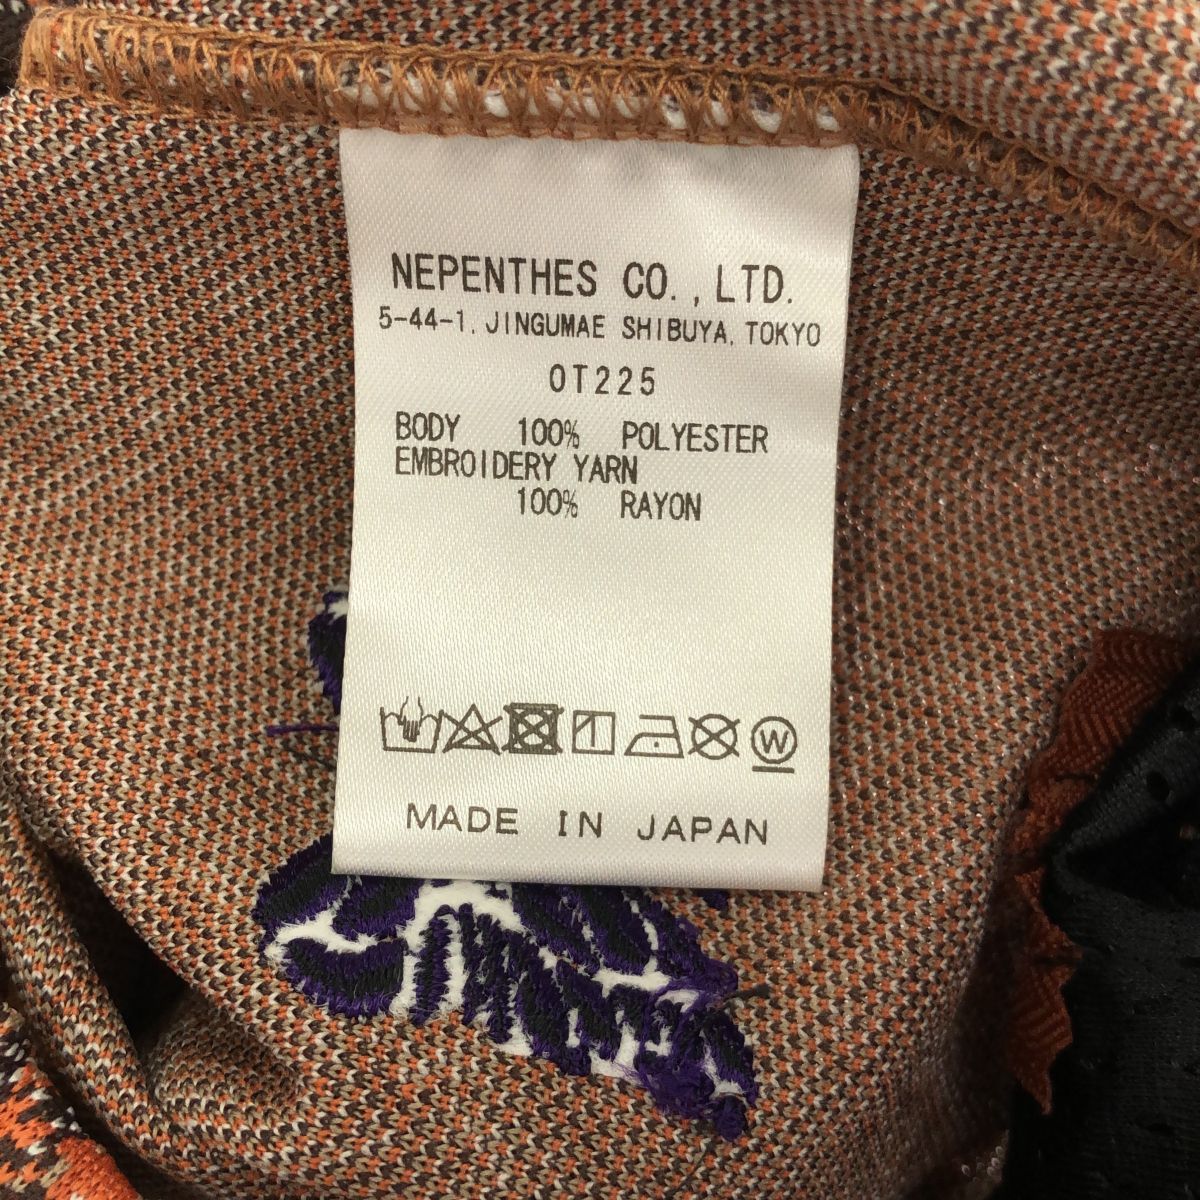 NEPENTHES CO.,LTD.
5-44-1, JINGUMAE SHIBUYA, TOKYO
OT225
BODY 100% POLYESTER
EMBROIDERY YARN
100% RAYON
W
MADE IN JAPAN